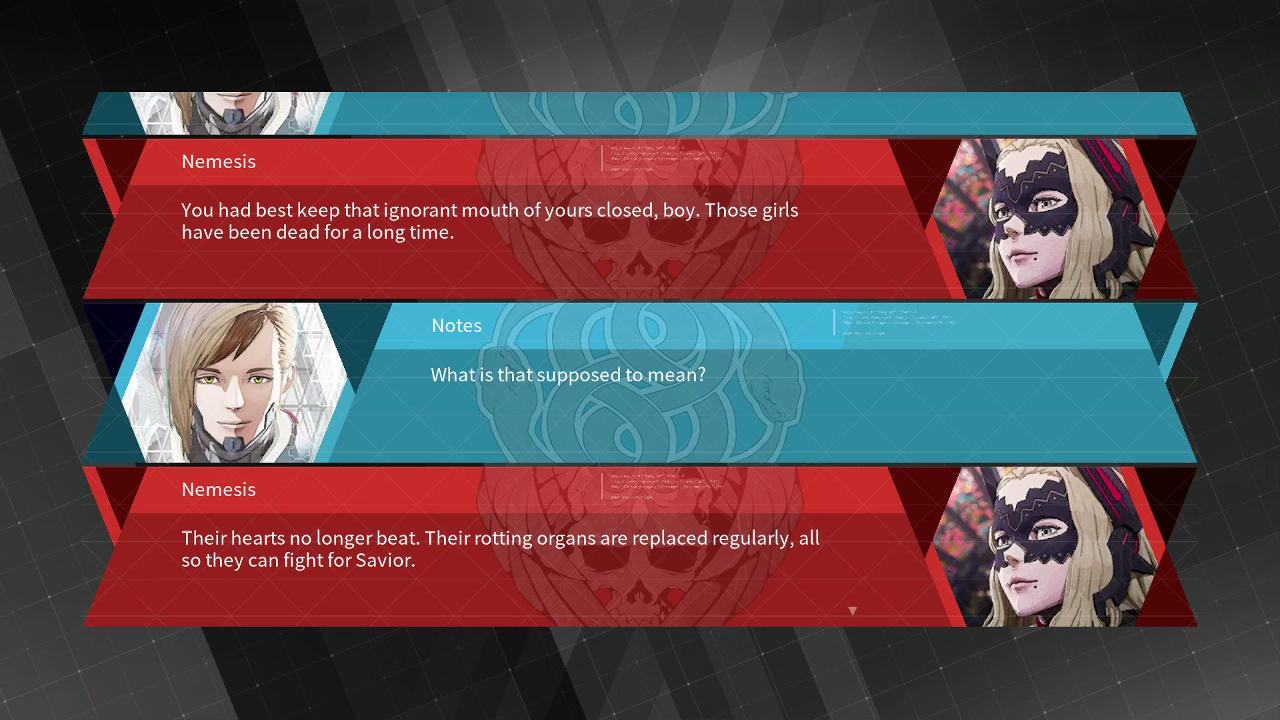 Nemesis
You had best keep that ignorant mouth of yours closed, boy. Those girls
have been dead for a long time.
Notes
What is that supposed to mean?
Nemesis
Their hearts no longer beat. Their rotting organs are replaced regularly, all
so they can fight for Savior.